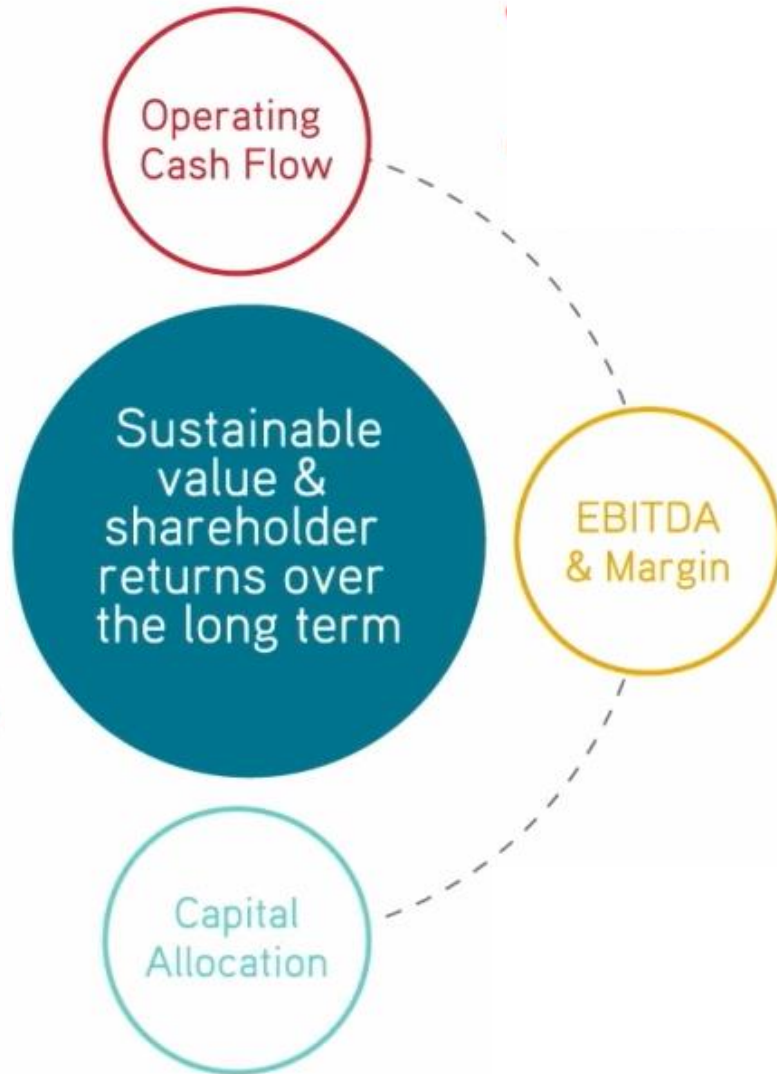 Operating
Cash Flow
Sustainable
value &
shareholder
returns over
the long term
EBITDA
& Margin
Capital
Allocation